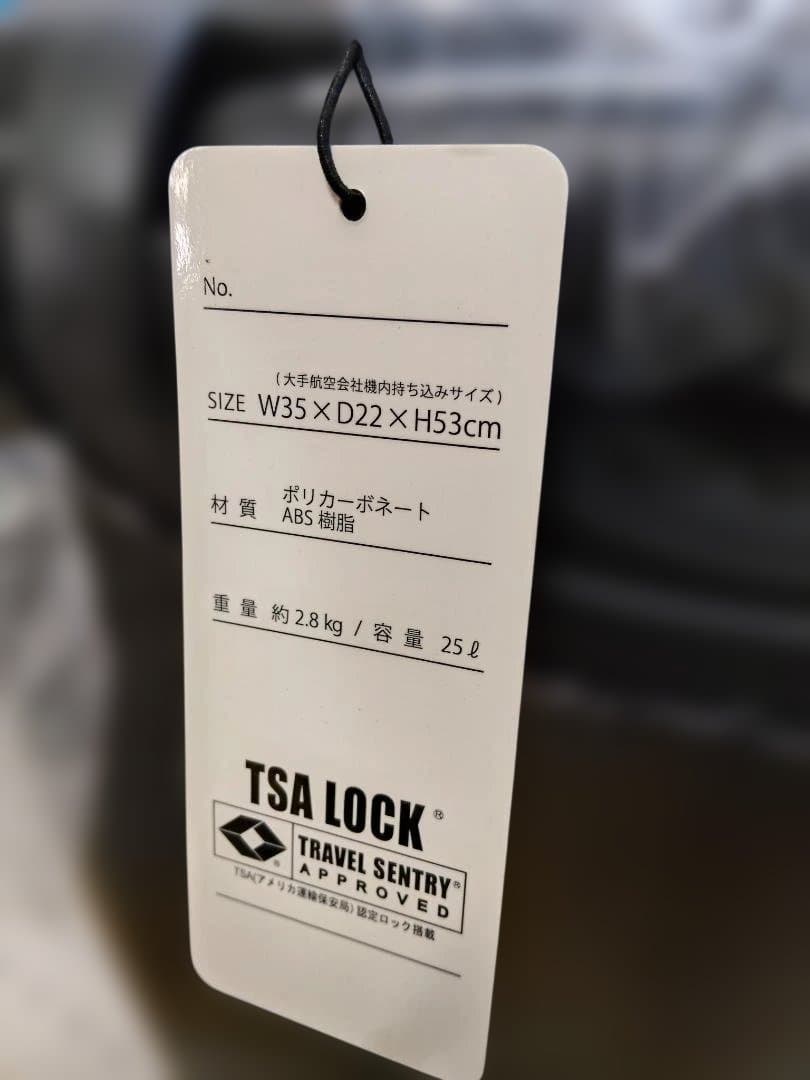 No.
(大手航空会社機内持ち込みサイズ)
SIZE W35×D22×H53cm
材質 ポリカーボネート
ABS 樹脂
重量 約2.8kg / 容量 25ℓ
TSA LOCK®
®
TRAVEL SENTRY®
APPROVED
TSA(アメリカ運輸保安局)認定ロック搭載